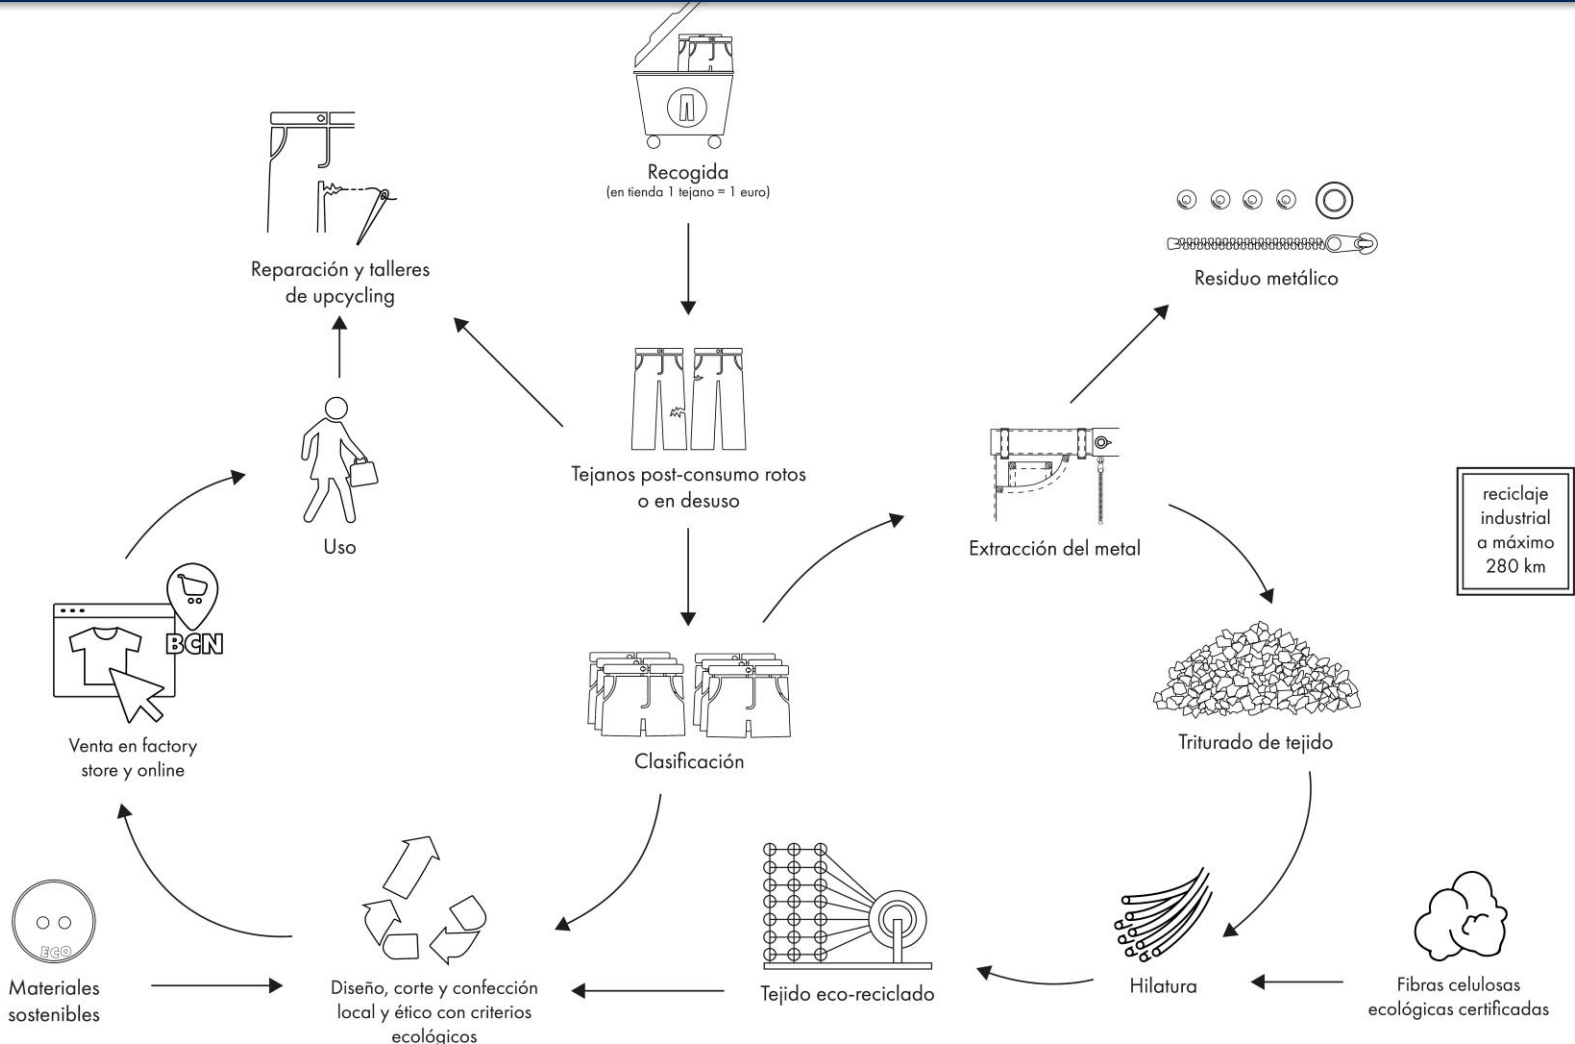 Recogida
(en tienda 1 tejano = 1 euro)
Reparación y talleres
de upcycling
Residuo metálico
Tejanos post-consumo rotos
o en desuso
Extracción del metal
reciclaje
industrial
a máximo
280 km
Uso
BCN
Venta en factory
store y online
Clasificación
Triturado de tejido
ECO
Materiales
sostenibles
Diseño, corte y confección
local y ético con criterios
ecológicos
Tejido eco-reciclado
Hilatura
Fibras celulosas
ecológicas certificadas